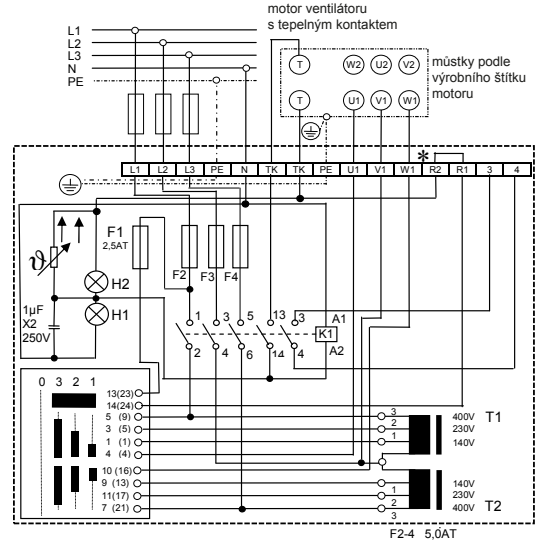 motor ventilátoru
s tepelným kontaktem
L1
L2
L3
N
PE
T W2 U2 V2
můstky podle
výrobního štítku
motoru
T U1 V1 W1
L1 L2 L3 PE N TK TK PE U1 V1 W1 R2 R1 3 4
*
F1
2,5AT
ϑ
F2 F3 F4
H2
H1
1µF
X2
250V
1 3 5 13 3
A1
K1
A2
2 4 6 14 4
0 3 2 1
13(23)
14(24)
5 (9)
3 (5)
1 (1)
4 (4)
10 (16)
9 (13)
11(17)
7 (21)
3 400V T1
2 230V
1 140V
140V
1 230V
2 400V T2
3
F2-4 5,0AT